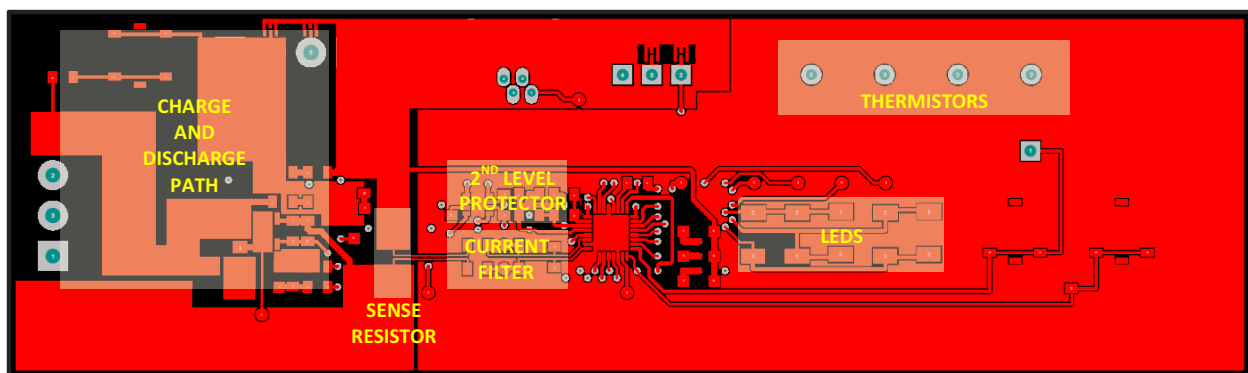 CHARGE
AND
DISCHARGE
PATH
THERMISTORS
2ND LEVEL
PROTECTOR
CURRENT
FILTER
LEDS
SENSE
RESISTOR